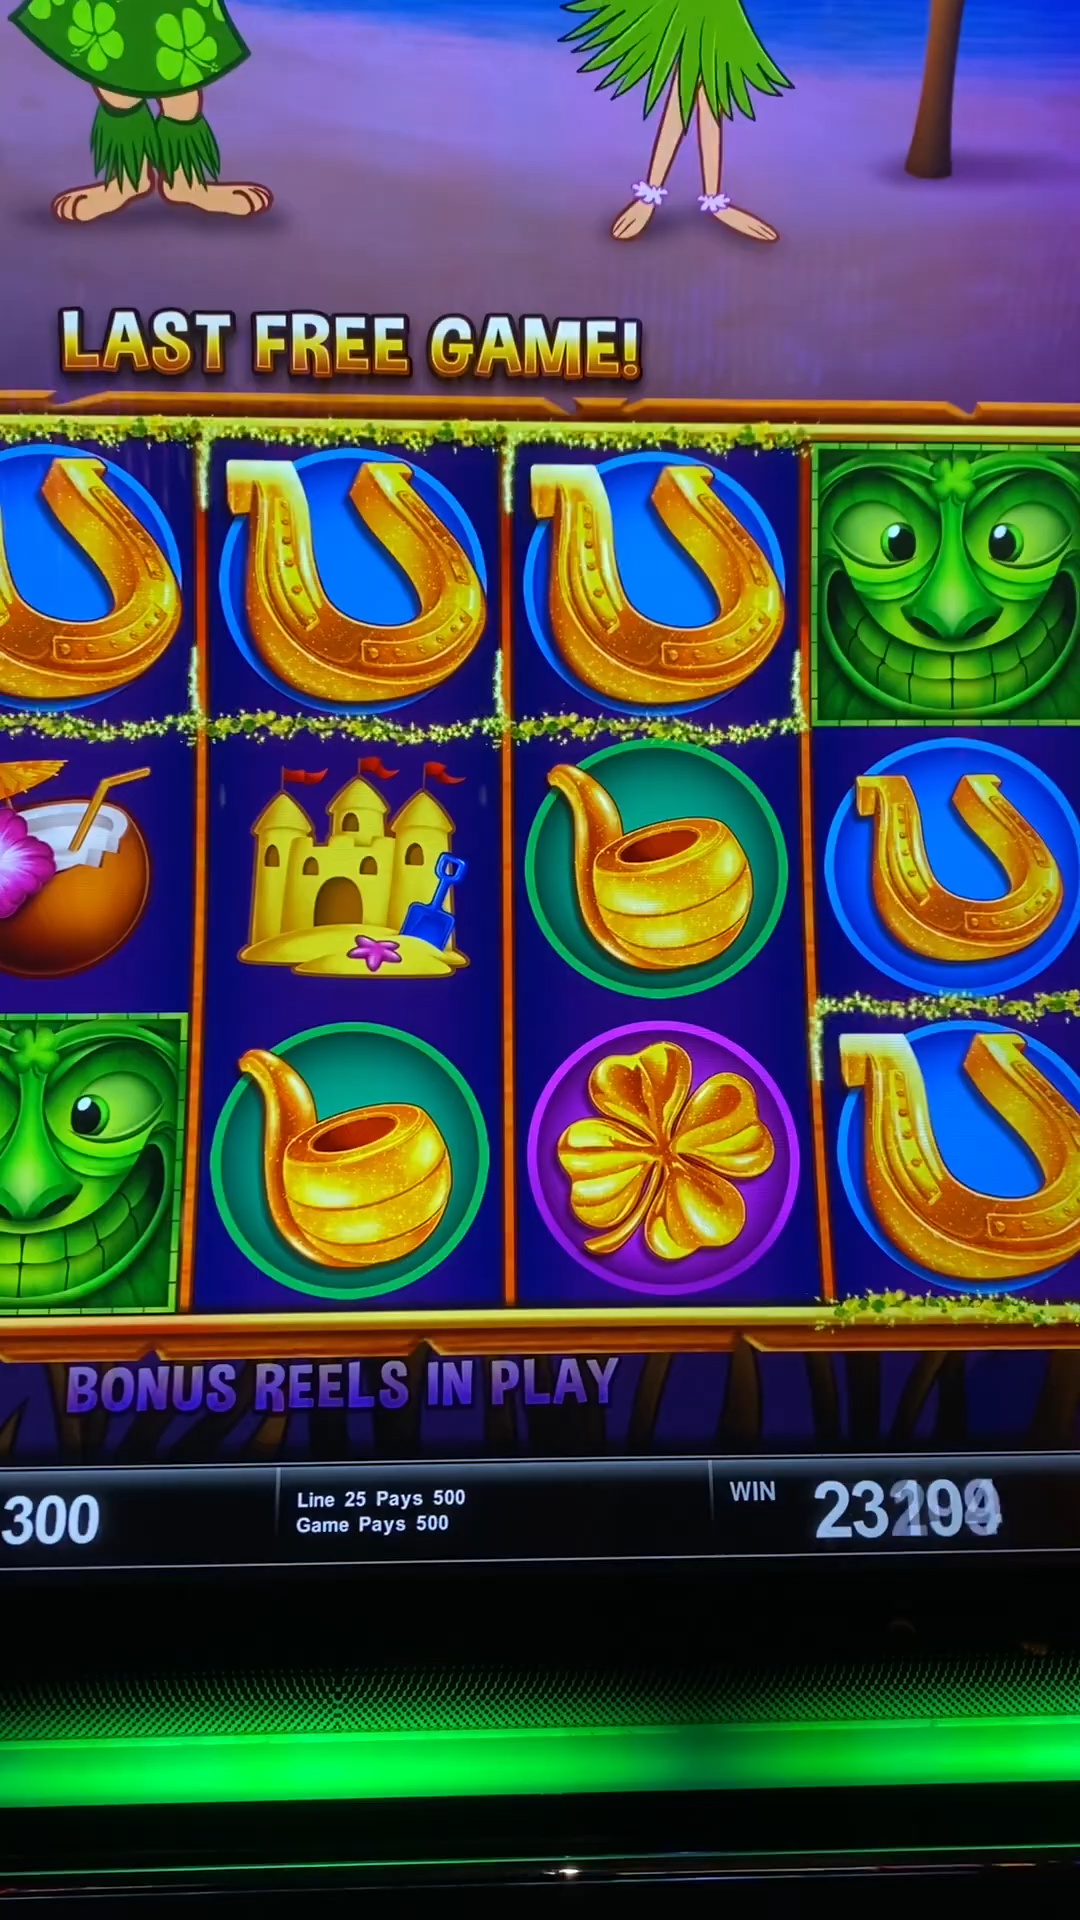 LAST FREE GAME!
BONUS REELS IN PLAY
300
Line 25 Pays 500
Game Pays 500
WIN